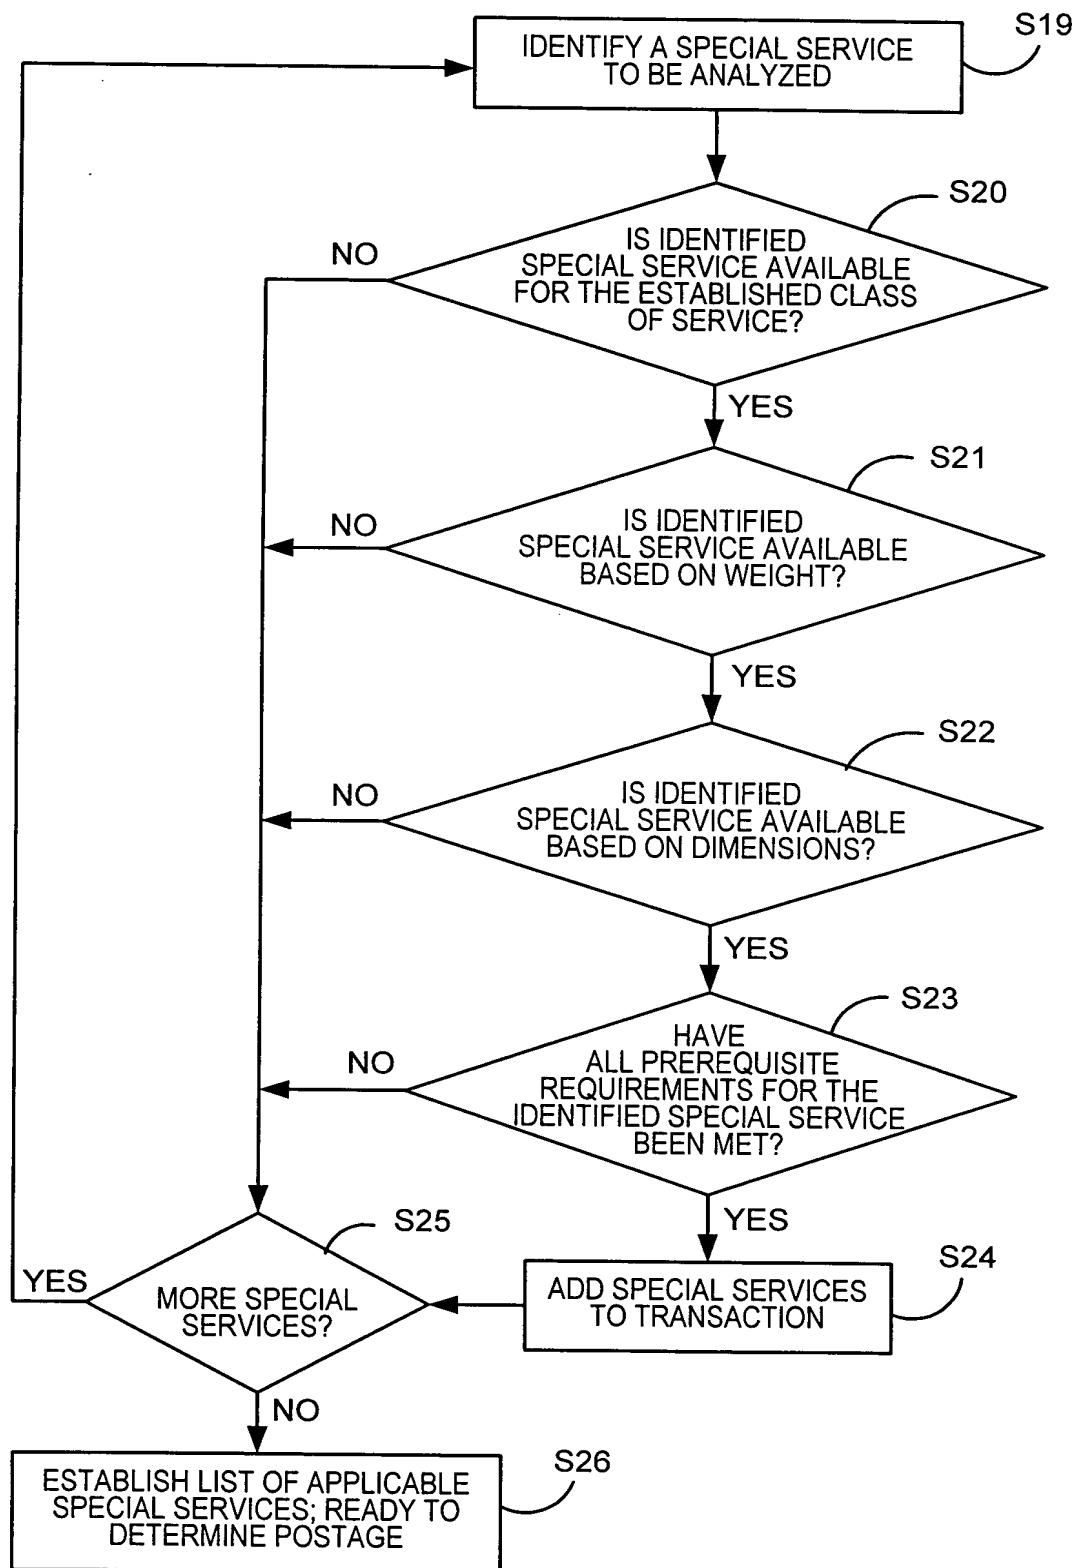 S19
IDENTIFY A SPECIAL SERVICE
TO BE ANALYZED
S20
IS IDENTIFIED
SPECIAL SERVICE AVAILABLE
FOR THE ESTABLISHED CLASS
OF SERVICE?
NO
YES
S21
IS IDENTIFIED
SPECIAL SERVICE AVAILABLE
BASED ON WEIGHT?
NO
YES
S22
IS IDENTIFIED
SPECIAL SERVICE AVAILABLE
BASED ON DIMENSIONS?
NO
YES
S23
HAVE
ALL PREREQUISITE
REQUIREMENTS FOR THE
IDENTIFIED SPECIAL SERVICE
BEEN MET?
NO
YES
S24
ADD SPECIAL SERVICES
TO TRANSACTION
S25
MORE SPECIAL
SERVICES?
YES
NO
S26
ESTABLISH LIST OF APPLICABLE
SPECIAL SERVICES; READY TO
DETERMINE POSTAGE